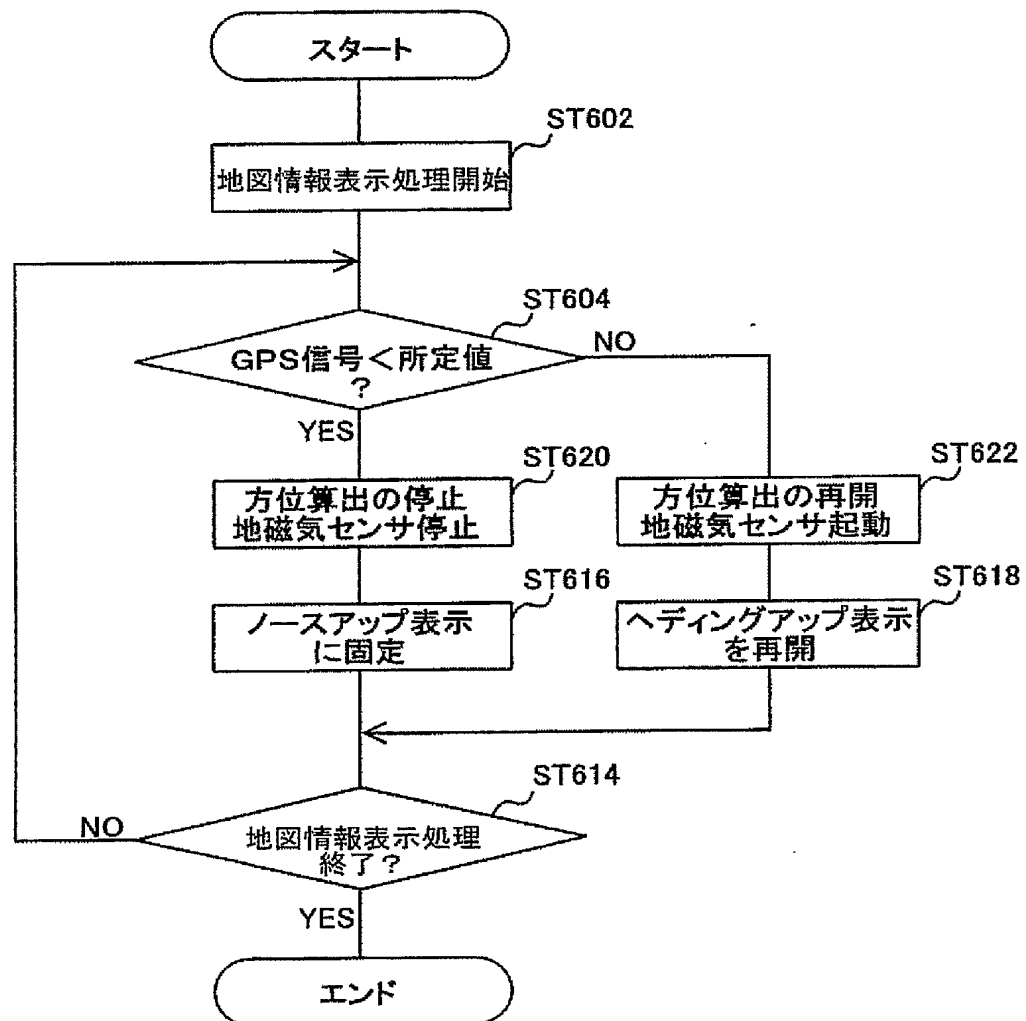 スタート
ST602
地図情報表示処理開始
ST604
GPS信号<所定値
?
NO
YES
ST620
方位算出の停止
地磁気センサ停止
ST622
方位算出の再開
地磁気センサ起動
ST616
ノースアップ表示
に固定
ST618
ヘディングアップ表示
を再開
ST614
地図情報表示処理
終了?
NO
YES
エンド